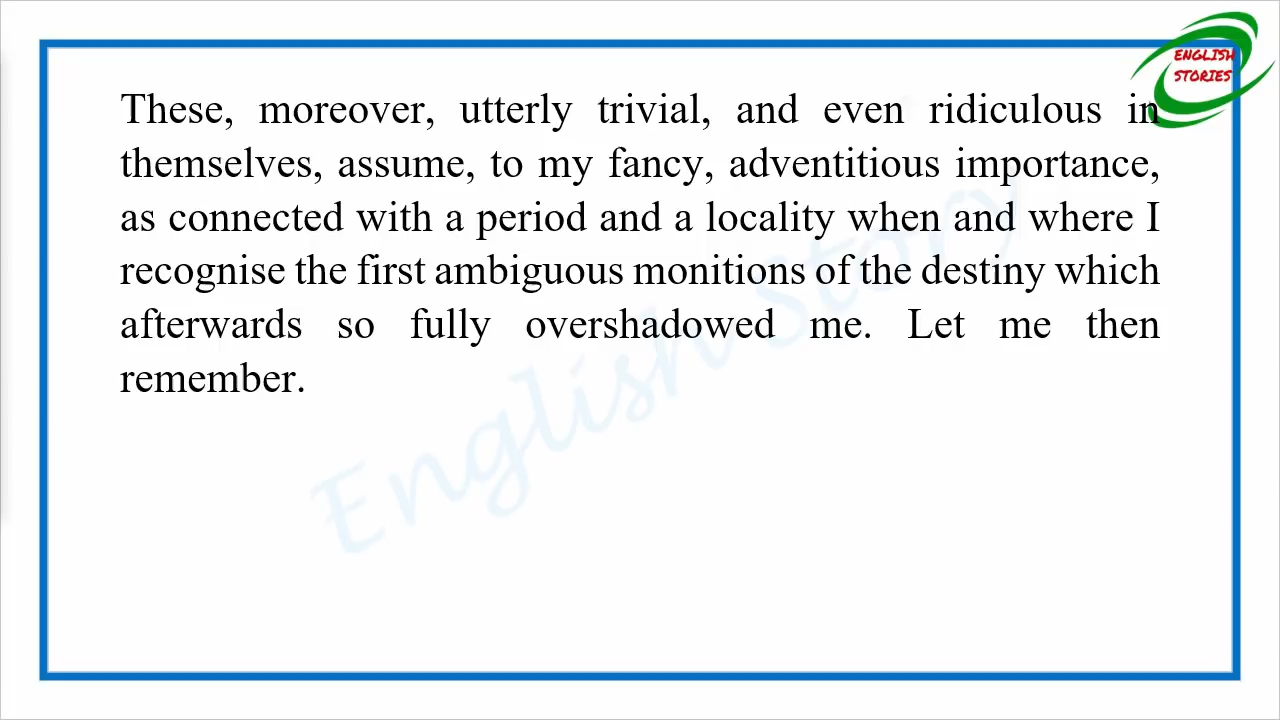 ENGLISH
STORIES
These, moreover, utterly trivial, and even ridiculous in
themselves, assume, to my fancy, adventitious importance,
as connected with a period and a locality when and where I
recognise the first ambiguous monitions of the destiny which
afterwards so fully overshadowed me. Let me then
remember.
English Story